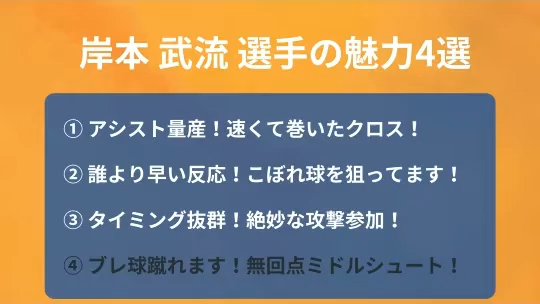 岸本 武流 選手の魅力4選
① アシスト量産！速くて巻いたクロス！
② 誰より早い反応！こぼれ球を狙ってます！
③ タイミング抜群！絶妙な攻撃参加！
④ ブレ球蹴れます！無回点ミドルシュート！